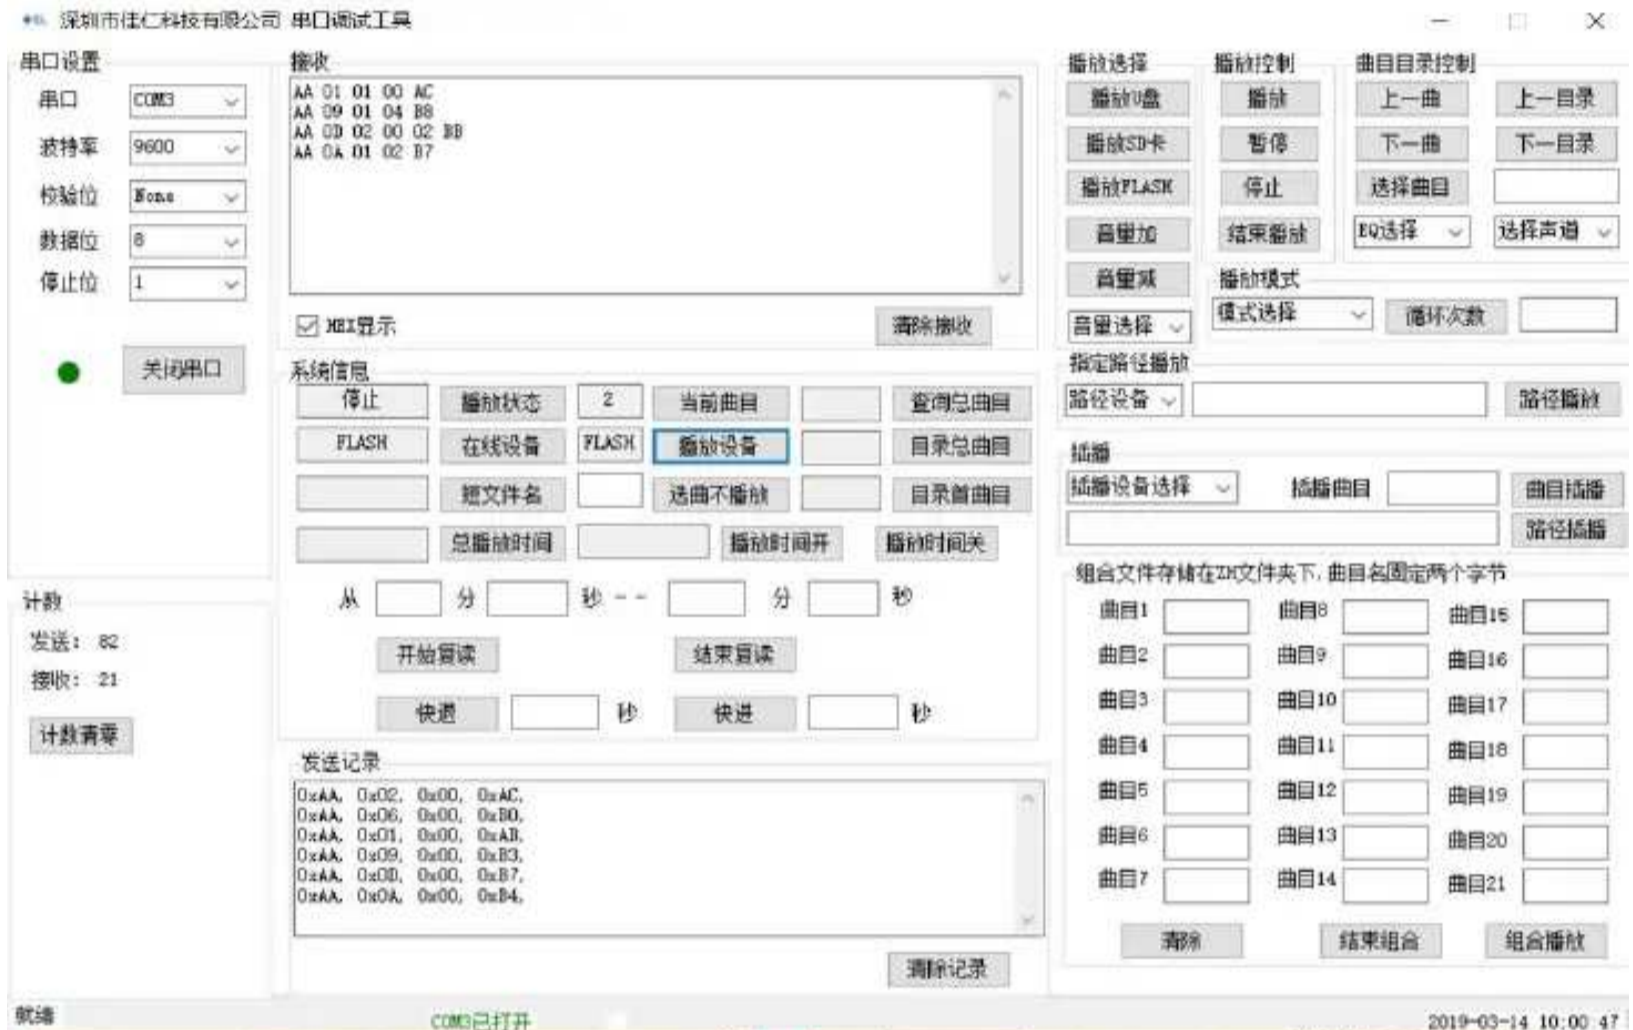 深圳市佳仁科技有限公司 串口调试工具
串口设置
串口 COM3
波特率 9600
校验位 None
数据位 8
停止位 1
关闭串口
计数
发送: 82
接收: 21
计数清零
接收
AA 01 01 00 AC
AA 09 01 04 B8
AA 0D 02 00 02 BB
AA 0A 01 02 B7
HEX显示 清除接收
系统信息
停止 播放状态 2 当前曲目 查询总曲目
FLASH 在线设备 FLASH 播放设备 目录总曲目
短文件名 选曲不播放 目录首曲目
总播放时间 播放时间开 播放时间关
从 分 秒 -- 分 秒
开始复读 结束复读
快退 秒 快进 秒
发送记录
0xAA, 0x02, 0x00, 0xAC,
0xAA, 0x06, 0x00, 0xB0,
0xAA, 0x01, 0x00, 0xAB,
0xAA, 0x09, 0x00, 0xB3,
0xAA, 0x0D, 0x00, 0xB7,
0xAA, 0x0A, 0x00, 0xB4,
清除记录
播放选择
播放U盘
播放SD卡
播放FLASH
音量加
音量减
音量选择
播放控制
播放
暂停
停止
结束播放
曲目目录控制
上一曲 上一目录
下一曲 下一目录
选择曲目
EQ选择 选择声道
播放模式
模式选择 循环次数
指定路径播放
路径设备 路径播放
插播
插播设备选择 插播曲目 曲目插播
路径插播
组合文件存储在ZH文件夹下,曲目名固定两个字节
曲目1 曲目8 曲目15
曲目2 曲目9 曲目16
曲目3 曲目10 曲目17
曲目4 曲目11 曲目18
曲目5 曲目12 曲目19
曲目6 曲目13 曲目20
曲目7 曲目14 曲目21
清除 结束组合 组合播放
就绪 COM3已打开 2019-03-14 10:00:47